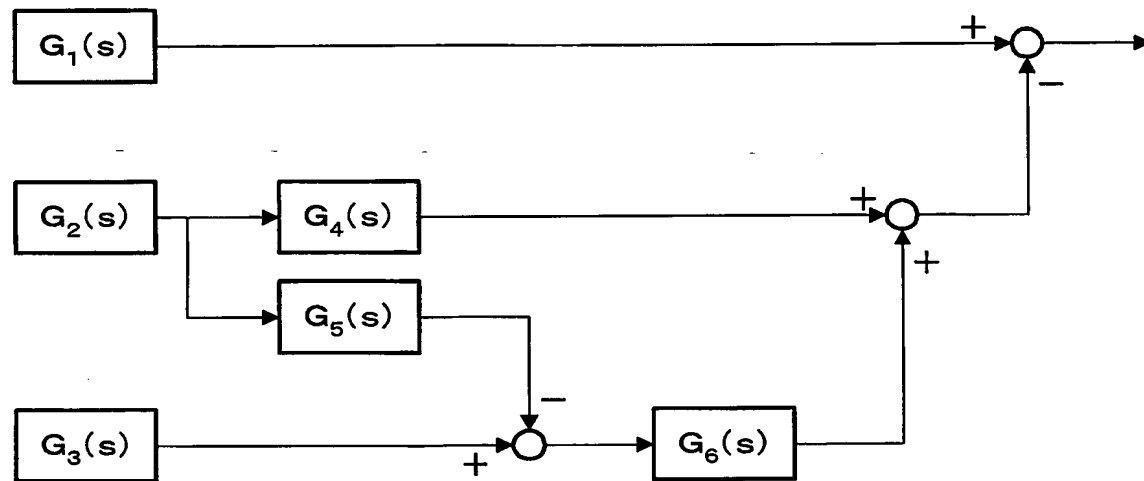 G₁(s)
+
−
G₂(s)
G₄(s)
+
+
G₅(s)
−
G₃(s)
+
G₆(s)